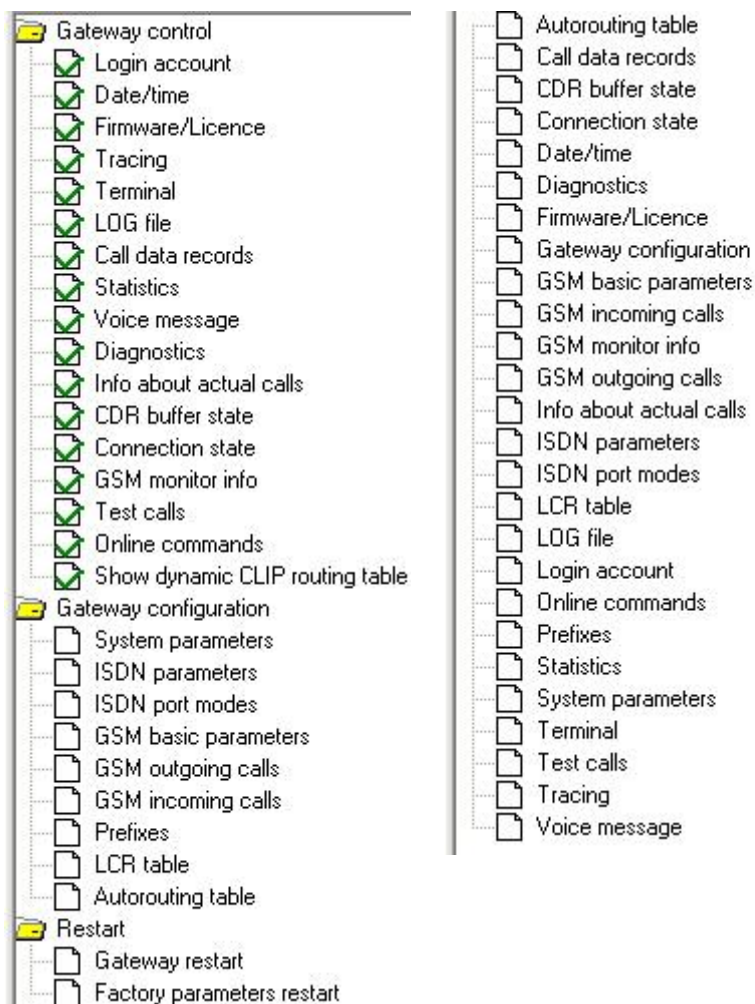 Gateway control
Login account
Date/time
Firmware/Licence
Tracing
Terminal
LOG file
Call data records
Statistics
Voice message
Diagnostics
Info about actual calls
CDR buffer state
Connection state
GSM monitor info
Test calls
Online commands
Show dynamic CLIP routing table
Gateway configuration
System parameters
ISDN parameters
ISDN port modes
GSM basic parameters
GSM outgoing calls
GSM incoming calls
Prefixes
LCR table
Autorouting table
Restart
Gateway restart
Factory parameters restart
Autorouting table
Call data records
CDR buffer state
Connection state
Date/time
Diagnostics
Firmware/Licence
Gateway configuration
GSM basic parameters
GSM incoming calls
GSM monitor info
GSM outgoing calls
Info about actual calls
ISDN parameters
ISDN port modes
LCR table
LOG file
Login account
Online commands
Prefixes
Statistics
System parameters
Terminal
Test calls
Tracing
Voice message